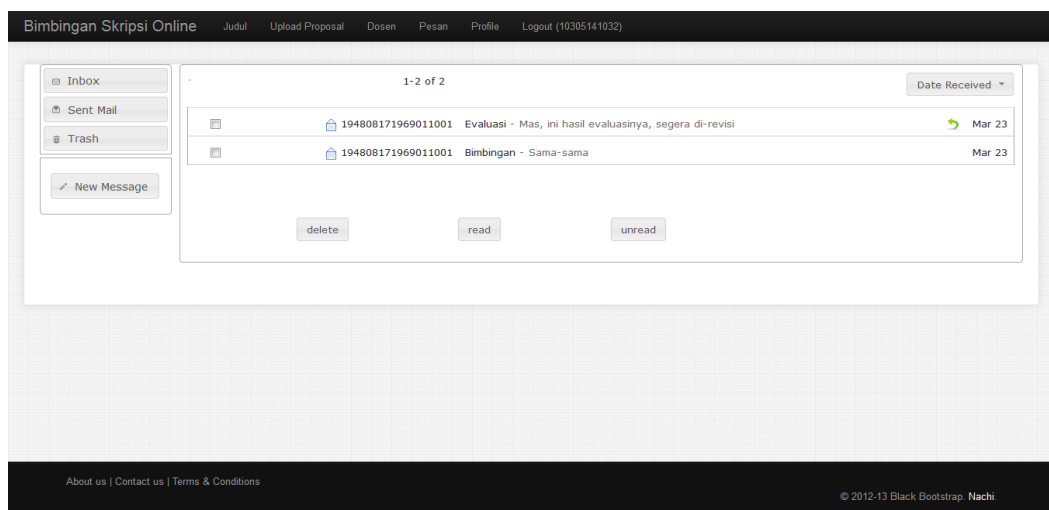 Bimbingan Skripsi Online Judul Upload Proposal Dosen Pesan Profile Logout (10305141032)
Inbox
Sent Mail
Trash
New Message
- 1-2 of 2 Date Received
194808171969011001 Evaluasi - Mas, ini hasil evaluasinya, segera di-revisi Mar 23
194808171969011001 Bimbingan - Sama-sama Mar 23
delete read unread
About us | Contact us | Terms & Conditions
© 2012-13 Black Bootstrap. Nachi.